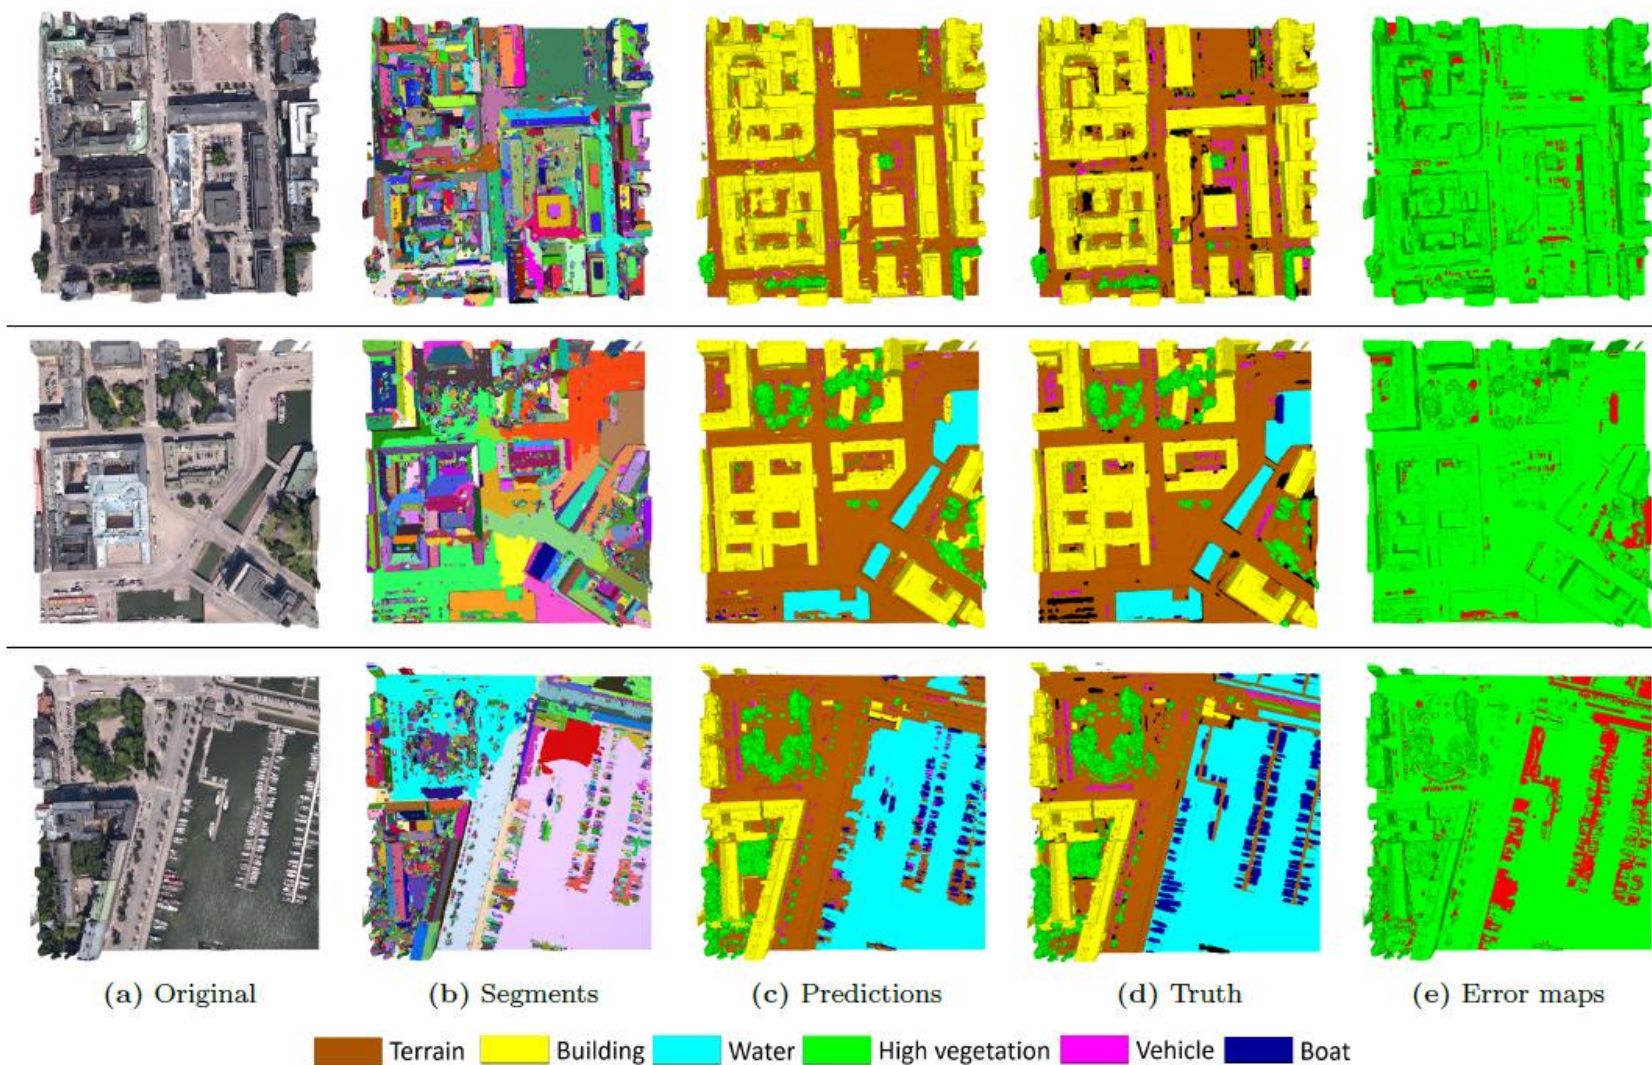 (a) Original (b) Segments (c) Predictions (d) Truth (e) Error maps
Terrain Building Water High vegetation Vehicle Boat